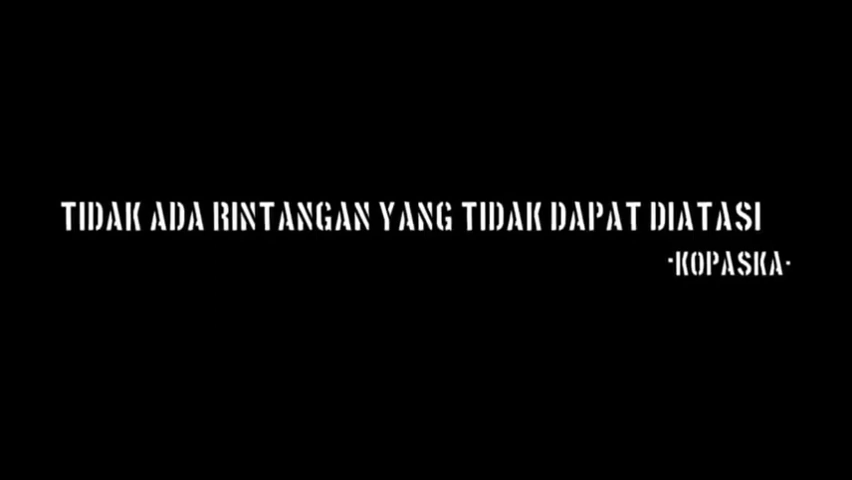 TIDAK ADA RINTANGAN YANG TIDAK DAPAT DIATASI
-KOPASKA-